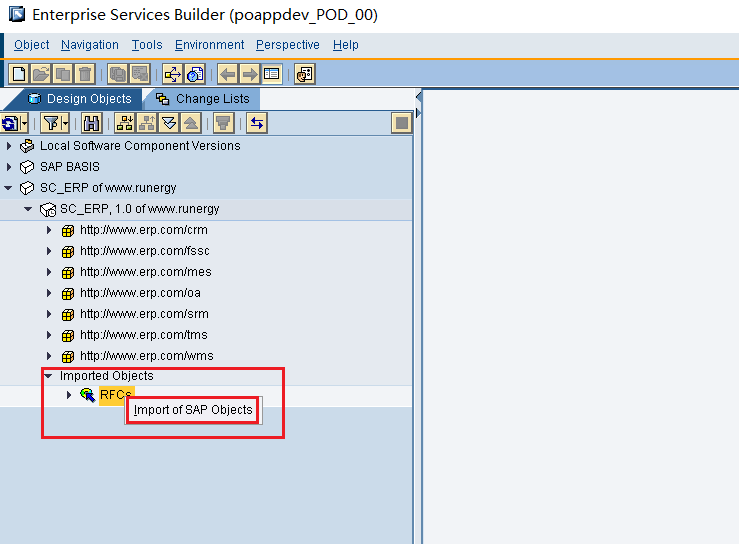 Enterprise Services Builder (poappdev_POD_00)
Object Navigation Tools Environment Perspective Help
Design Objects Change Lists
Local Software Component Versions
SAP BASIS
SC_ERP of www.runergy
SC_ERP, 1.0 of www.runergy
http://www.erp.com/crm
http://www.erp.com/fssc
http://www.erp.com/mes
http://www.erp.com/oa
http://www.erp.com/srm
http://www.erp.com/tms
http://www.erp.com/wms
Imported Objects
RFCs
Import of SAP Objects